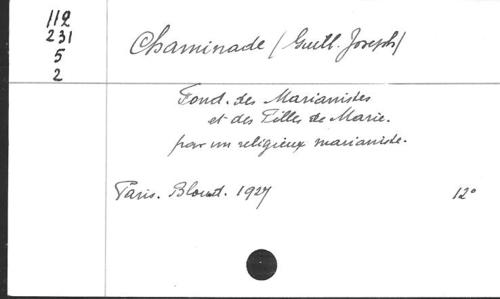 112
231
5
2
Chaminade / Guill. Joseph/
Fond. des Marianistes
et des Filles de Marie.
par un religieux marianiste.
Paris. Bloud. 1927 12°